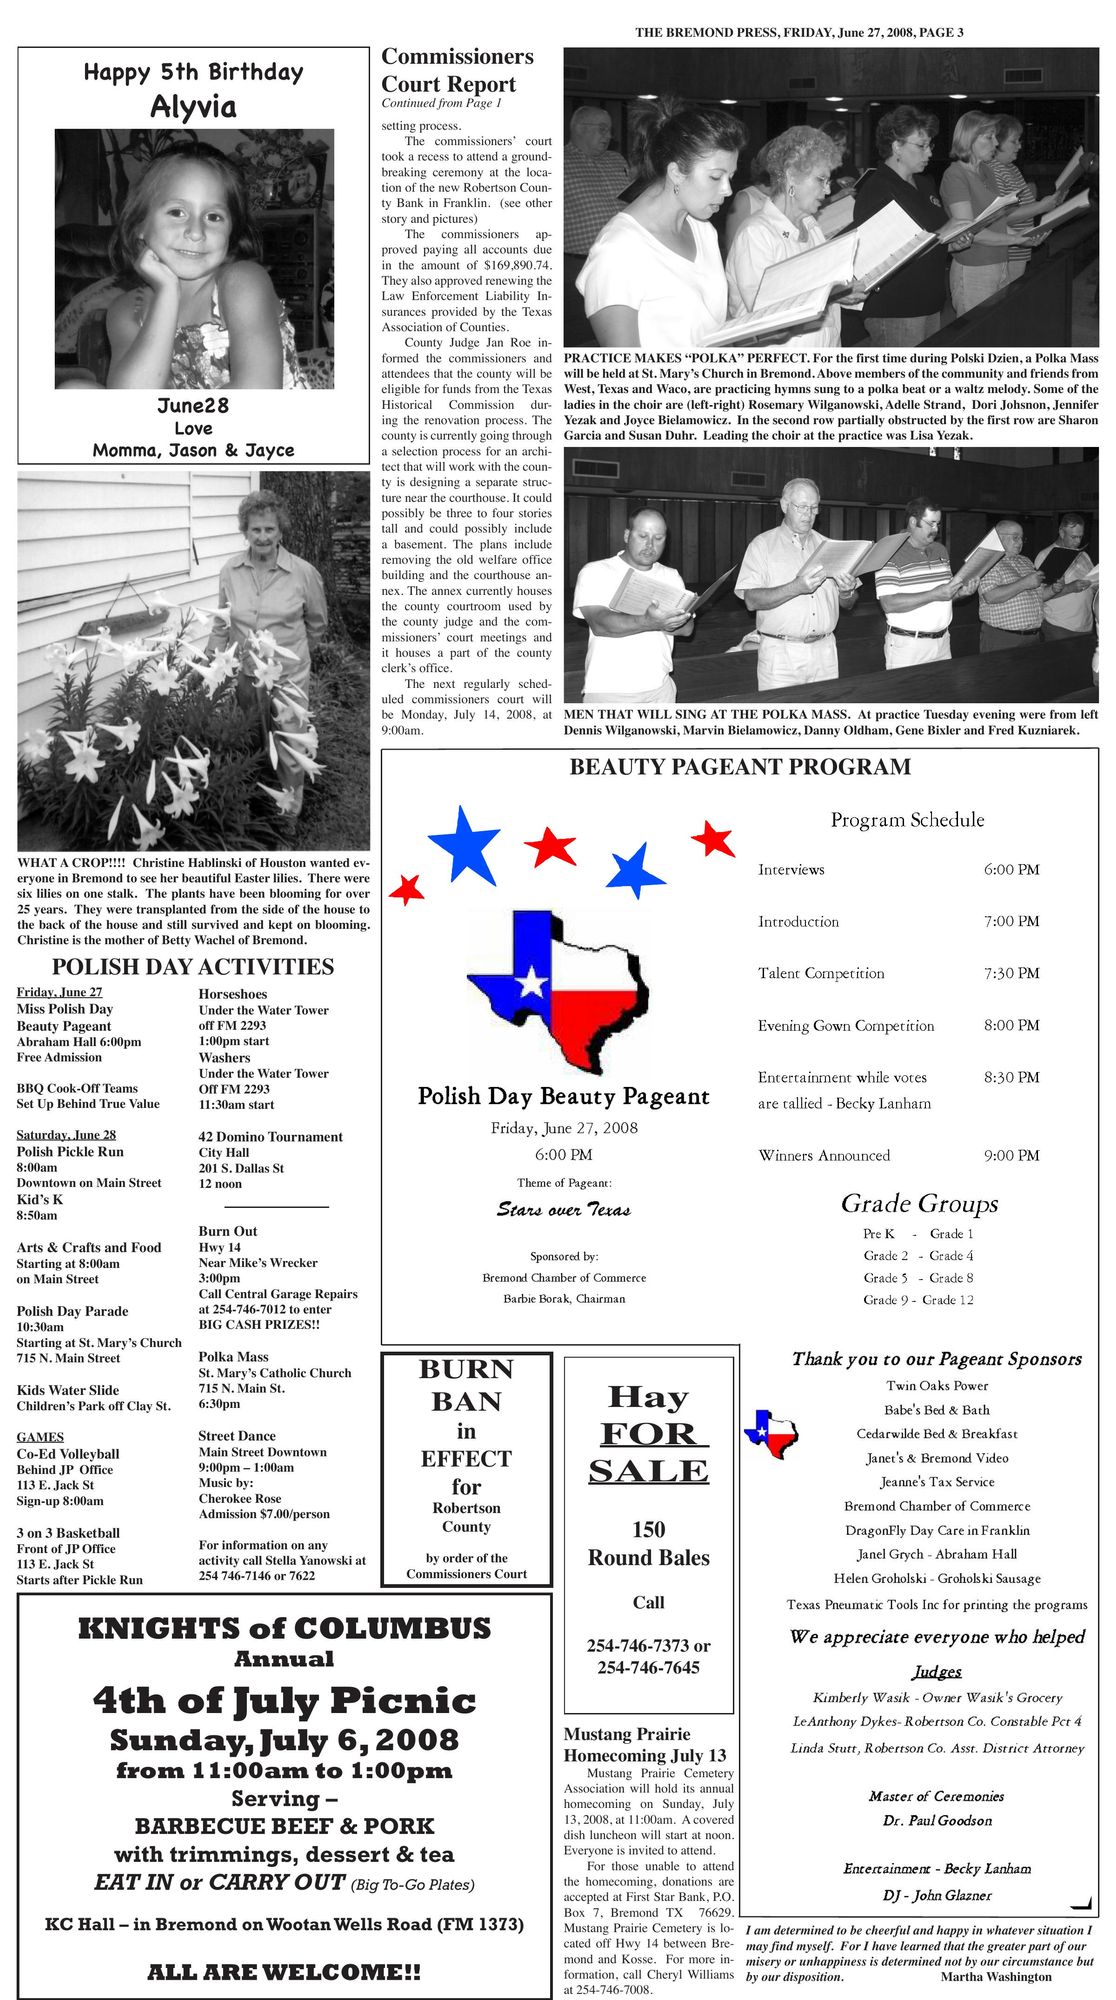 THE BREMOND PRESS, FRIDAY, June 27, 2008, PAGE 3
Happy 5th Birthday
Alyvia
June28
Love
Momma, Jason & Jayce
WHAT A CROP!!!! Christine Hablinski of Houston wanted ev-
eryone in Bremond to see her beautiful Easter lilies. There were
six lilies on one stalk. The plants have been blooming for over
25 years. They were transplanted from the side of the house to
the back of the house and still survived and kept on blooming.
Christine is the mother of Betty Wachel of Bremond.
Commissioners
Court Report
Continued from Page 1
setting process.
The commissioners' court
took a recess to attend a ground-
breaking ceremony at the loca-
tion of the new Robertson Coun-
ty Bank in Franklin. (see other
story and pictures)
The commissioners ap-
proved paying all accounts due
in the amount of $169,890.74.
They also approved renewing the
Law Enforcement Liability In-
surances provided by the Texas
Association of Counties.
County Judge Jan Roe in-
formed the commissioners and
attendees that the county will be
eligible for funds from the Texas
Historical Commission dur-
ing the renovation process. The
county is currently going through
a selection process for an archi-
tect that will work with the coun-
ty is designing a separate struc-
ture near the courthouse. It could
possibly be three to four stories
tall and could possibly include
a basement. The plans include
removing the old welfare office
building and the courthouse an-
nex. The annex currently houses
the county courtroom used by
the county judge and the com-
missioners' court meetings and
it houses a part of the county
clerk's office.
The next regularly sched-
uled commissioners court will
be Monday, July 14, 2008, at
9:00am.
PRACTICE MAKES "POLKA" PERFECT. For the first time during Polski Dzien, a Polka Mass
will be held at St. Mary's Church in Bremond. Above members of the community and friends from
West, Texas and Waco, are practicing hymns sung to a polka beat or a waltz melody. Some of the
ladies in the choir are (left-right) Rosemary Wilganowski, Adelle Strand, Dori Johsnon, Jennifer
Yezak and Joyce Bielamowicz. In the second row partially obstructed by the first row are Sharon
Garcia and Susan Duhr. Leading the choir at the practice was Lisa Yezak.
MEN THAT WILL SING AT THE POLKA MASS. At practice Tuesday evening were from left
Dennis Wilganowski, Marvin Bielamowicz, Danny Oldham, Gene Bixler and Fred Kuzniarek.
POLISH DAY ACTIVITIES
Friday, June 27
Miss Polish Day
Beauty Pageant
Abraham Hall 6:00pm
Free Admission
BBQ Cook-Off Teams
Set Up Behind True Value
Saturday, June 28
Polish Pickle Run
8:00am
Downtown on Main Street
Kid's K
8:50am
Arts & Crafts and Food
Starting at 8:00am
on Main Street
Polish Day Parade
10:30am
Starting at St. Mary's Church
715 N. Main Street
Kids Water Slide
Children's Park off Clay St.
GAMES
Co-Ed Volleyball
Behind JP Office
113 E. Jack St
Sign-up 8:00am
3 on 3 Basketball
Front of JP Office
113 E. Jack St
Starts after Pickle Run
Horseshoes
Under the Water Tower
off FM 2293
1:00pm start
Washers
Under the Water Tower
Off FM 2293
11:30am start
42 Domino Tournament
City Hall
201 S. Dallas St
12 noon
Burn Out
Hwy 14
Near Mike's Wrecker
3:00pm
Call Central Garage Repairs
at 254-746-7012 to enter
BIG CASH PRIZES!!
Polka Mass
St. Mary's Catholic Church
715 N. Main St.
6:30pm
Street Dance
Main Street Downtown
9:00pm – 1:00am
Music by:
Cherokee Rose
Admission $7.00/person
For information on any
activity call Stella Yanowski at
254 746-7146 or 7622
BEAUTY PAGEANT PROGRAM
Polish Day Beauty Pageant
Friday, June 27, 2008
6:00 PM
Theme of Pageant:
Stars over Texas
Sponsored by:
Bremond Chamber of Commerce
Barbie Borak, Chairman
Program Schedule
Interviews 6:00 PM
Introduction 7:00 PM
Talent Competition 7:30 PM
Evening Gown Competition 8:00 PM
Entertainment while votes 8:30 PM
are tallied - Becky Lanham
Winners Announced 9:00 PM
Grade Groups
Pre K - Grade 1
Grade 2 - Grade 4
Grade 5 - Grade 8
Grade 9 - Grade 12
Thank you to our Pageant Sponsors
Twin Oaks Power
Babe's Bed & Bath
Cedarwilde Bed & Breakfast
Janet's & Bremond Video
Jeanne's Tax Service
Bremond Chamber of Commerce
DragonFly Day Care in Franklin
Janel Grych - Abraham Hall
Helen Groholski - Groholski Sausage
Texas Pneumatic Tools Inc for printing the programs
We appreciate everyone who helped
Judges
Kimberly Wasik - Owner Wasik's Grocery
LeAnthony Dykes- Robertson Co. Constable Pct 4
Linda Stutt, Robertson Co. Asst. District Attorney
Master of Ceremonies
Dr. Paul Goodson
Entertainment - Becky Lanham
DJ - John Glazner
BURN
BAN
in
EFFECT
for
Robertson
County
by order of the
Commissioners Court
Hay
FOR
SALE
150
Round Bales
Call
254-746-7373 or
254-746-7645
KNIGHTS of COLUMBUS
Annual
4th of July Picnic
Sunday, July 6, 2008
from 11:00am to 1:00pm
Serving –
BARBECUE BEEF & PORK
with trimmings, dessert & tea
EAT IN or CARRY OUT (Big To-Go Plates)
KC Hall – in Bremond on Wootan Wells Road (FM 1373)
ALL ARE WELCOME!!
Mustang Prairie
Homecoming July 13
Mustang Prairie Cemetery
Association will hold its annual
homecoming on Sunday, July
13, 2008, at 11:00am. A covered
dish luncheon will start at noon.
Everyone is invited to attend.
For those unable to attend
the homecoming, donations are
accepted at First Star Bank, P.O.
Box 7, Bremond TX 76629.
Mustang Prairie Cemetery is lo-
cated off Hwy 14 between Bre-
mond and Kosse. For more in-
formation, call Cheryl Williams
at 254-746-7008.
I am determined to be cheerful and happy in whatever situation I
may find myself. For I have learned that the greater part of our
misery or unhappiness is determined not by our circumstance but
by our disposition. Martha Washington